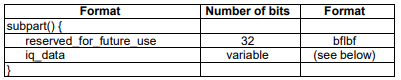 Format Number of bits Format
subpart() {
reserved_for_future_use 32 bflbf
iq_data variable (see below)
}